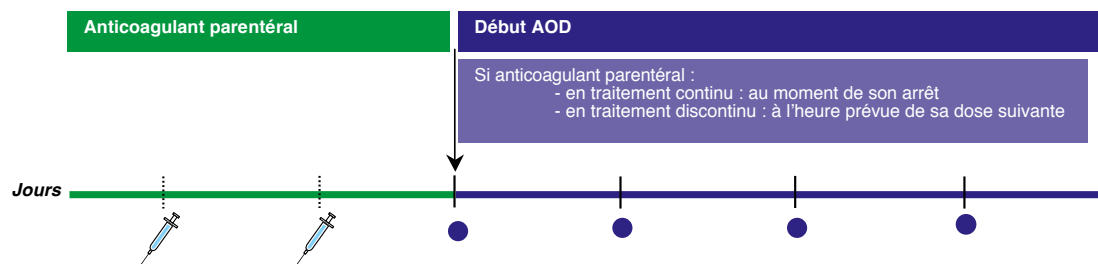 Anticoagulant parentéral
Début AOD
Si anticoagulant parentéral :
- en traitement continu : au moment de son arrêt
- en traitement discontinu : à l'heure prévue de sa dose suivante
Jours